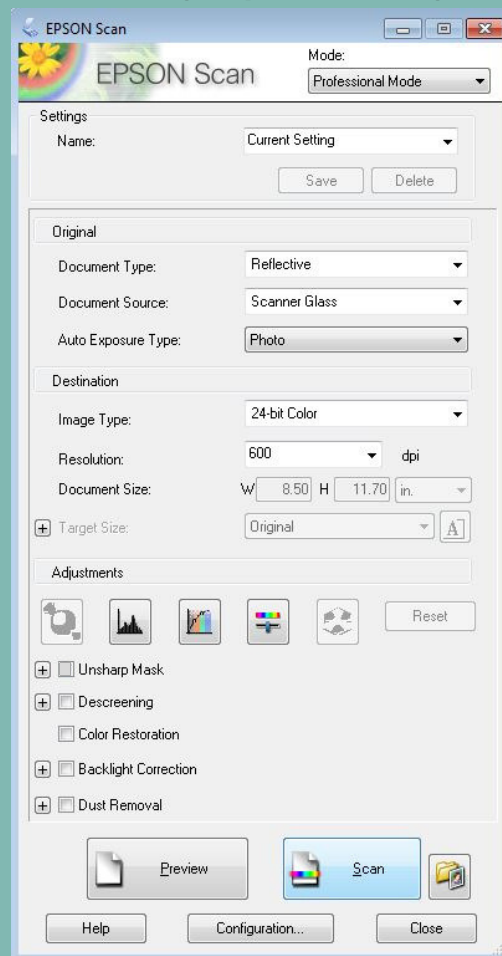 EPSON Scan
EPSON Scan
Mode:
Professional Mode
Settings
Name: Current Setting
Save Delete
Original
Document Type: Reflective
Document Source: Scanner Glass
Auto Exposure Type: Photo
Destination
Image Type: 24-bit Color
Resolution: 600 dpi
Document Size: W 8.50 H 11.70 in.
Target Size: Original A
Adjustments
Reset
Unsharp Mask
Descreening
Color Restoration
Backlight Correction
Dust Removal
Preview Scan
Help Configuration... Close